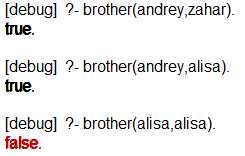 [debug]  ?- brother(andrey,zahar).
true.
[debug]  ?- brother(andrey,alisa).
true.
[debug]  ?- brother(alisa,alisa).
false.